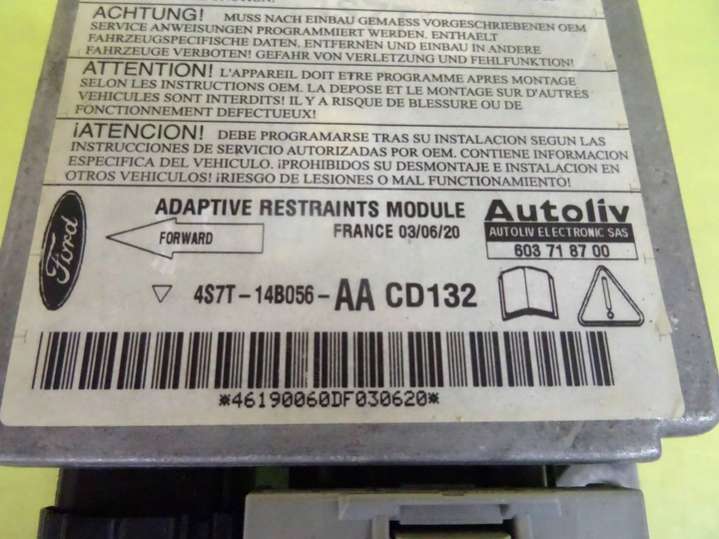 ACHTUNG! MUSS NACH EINBAU GEMAESS VORGESCHRIEBENEN OEM
SERVICE ANWEISUNGEN PROGRAMMIERT WERDEN. ENTHAELT
FAHRZEUGSPEZIFISCHE DATEN, ENTFERNEN UND EINBAU IN ANDERE
FAHRZEUGE VERBOTEN! GEFAHR VON VERLETZUNG UND FEHLFUNKTION!
ATTENTION! L'APPAREIL DOIT ETRE PROGRAMME APRES MONTAGE
SELON LES INSTRUCTIONS OEM. LA DEPOSE ET LE MONTAGE SUR D'AUTRES
VEHICULES SONT INTERDITS! IL Y A RISQUE DE BLESSURE OU DE
FONCTIONNEMENT DEFECTUEUX!
¡ATENCION! DEBE PROGRAMARSE TRAS SU INSTALACION SEGUN LAS
INSTRUCCIONES DE SERVICIO AUTORIZADAS POR OEM. CONTIENE INFORMACION
ESPECIFICA DEL VEHICULO. ¡PROHIBIDOS SU DESMONTAJE E INSTALACION EN
OTROS VEHICULOS! ¡RIESGO DE LESIONES O MAL FUNCIONAMIENTO!
Ford
ADAPTIVE RESTRAINTS MODULE
FORWARD
FRANCE 03/06/20
Autoliv
AUTOLIV ELECTRONIC SAS
603 71 87 00
4S7T-14B056-AA CD132
*46190060DF030620*